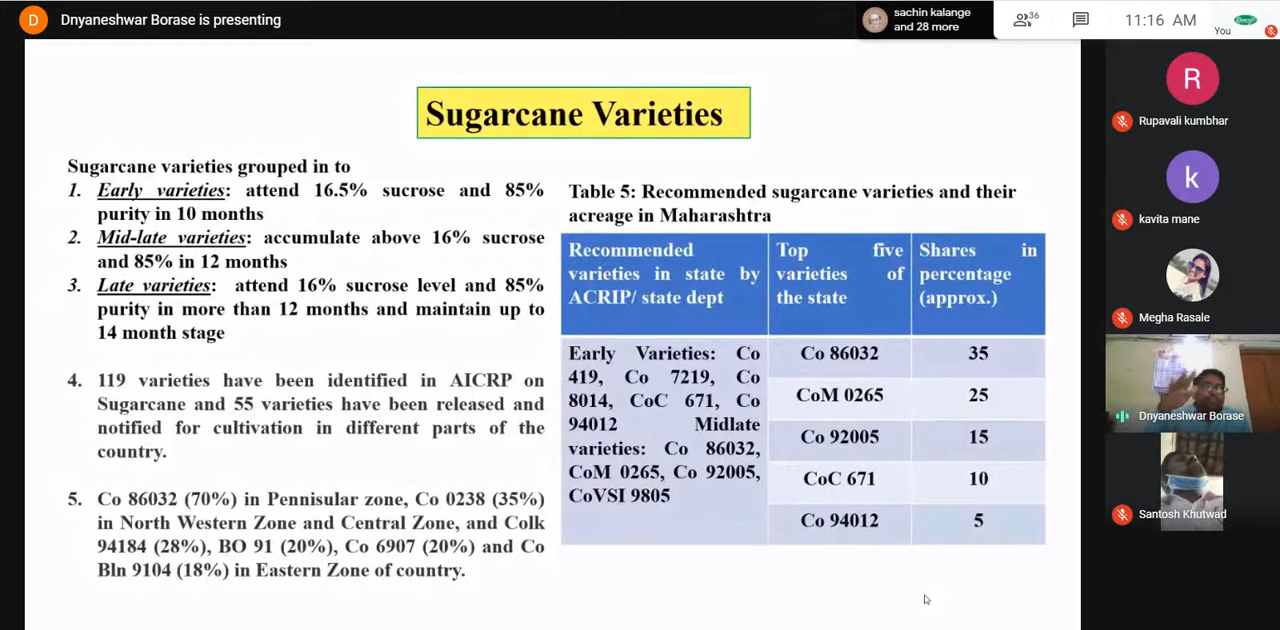 D Dnyaneshwar Borase is presenting
sachin kalange
and 28 more
36
11:16 AM
You
Sugarcane Varieties
Sugarcane varieties grouped in to
1. Early varieties: attend 16.5% sucrose and 85%
purity in 10 months
2. Mid-late varieties: accumulate above 16% sucrose
and 85% in 12 months
3. Late varieties: attend 16% sucrose level and 85%
purity in more than 12 months and maintain up to
14 month stage
4. 119 varieties have been identified in AICRP on
Sugarcane and 55 varieties have been released and
notified for cultivation in different parts of the
country.
5. Co 86032 (70%) in Pennisular zone, Co 0238 (35%)
in North Western Zone and Central Zone, and Colk
94184 (28%), BO 91 (20%), Co 6907 (20%) and Co
Bln 9104 (18%) in Eastern Zone of country.
Table 5: Recommended sugarcane varieties and their
acreage in Maharashtra
Recommended
varieties in state by
ACRIP/ state dept
Top five
varieties of
the state
Shares in
percentage
(approx.)
Early Varieties: Co
419, Co 7219, Co
8014, CoC 671, Co
94012 Midlate
varieties: Co 86032,
CoM 0265, Co 92005,
CoVSI 9805
Co 86032 35
CoM 0265 25
Co 92005 15
CoC 671 10
Co 94012 5
R
Rupavali kumbhar
k
kavita mane
Megha Rasale
Dnyaneshwar Borase
Santosh Khutwad